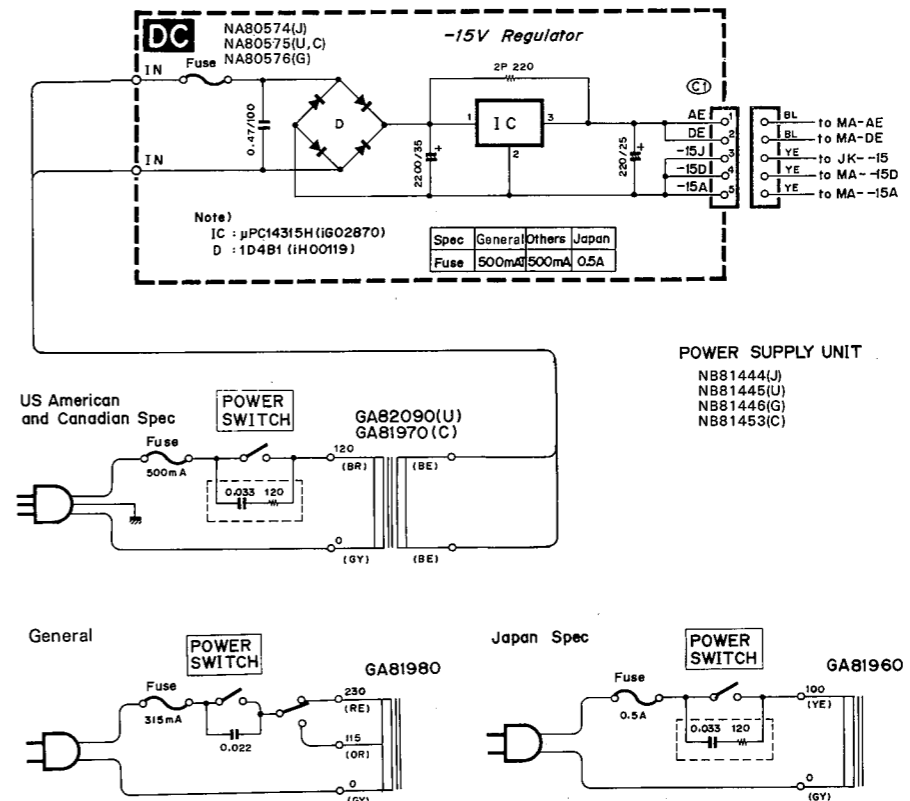 DC
NA80574(J)
NA80575(U,C)
NA80576(G)
-15V Regulator
IN
Fuse
2P 220
C1
0.47/100
D
1
IC
3
2
2200/35
+
220/25
+
AE
DE
-15J
-15D
-15A
1
2
3
4
5
BL
to MA-AE
BL
to MA-DE
YE
to JK--15
YE
to MA--15D
YE
to MA--15A
IN
Note)
IC : μPC14315H(iG02870)
D : 1D4B1 (iH00119)
Spec General Others Japan
Fuse 500mAT 500mA 0.5A
POWER SUPPLY UNIT
NB81444(J)
NB81445(U)
NB81446(G)
NB81453(C)
US American
and Canadian Spec
POWER
SWITCH
GA82090(U)
GA81970(C)
Fuse
500mA
0.033 120
120
(BR)
(BE)
0
(GY)
(BE)
General
POWER
SWITCH
GA81980
Fuse
315mA
0.022
230
(RE)
115
(OR)
0
(GY)
Japan Spec
POWER
SWITCH
GA81960
Fuse
0.5A
0.033 120
100
(YE)
0
(GY)